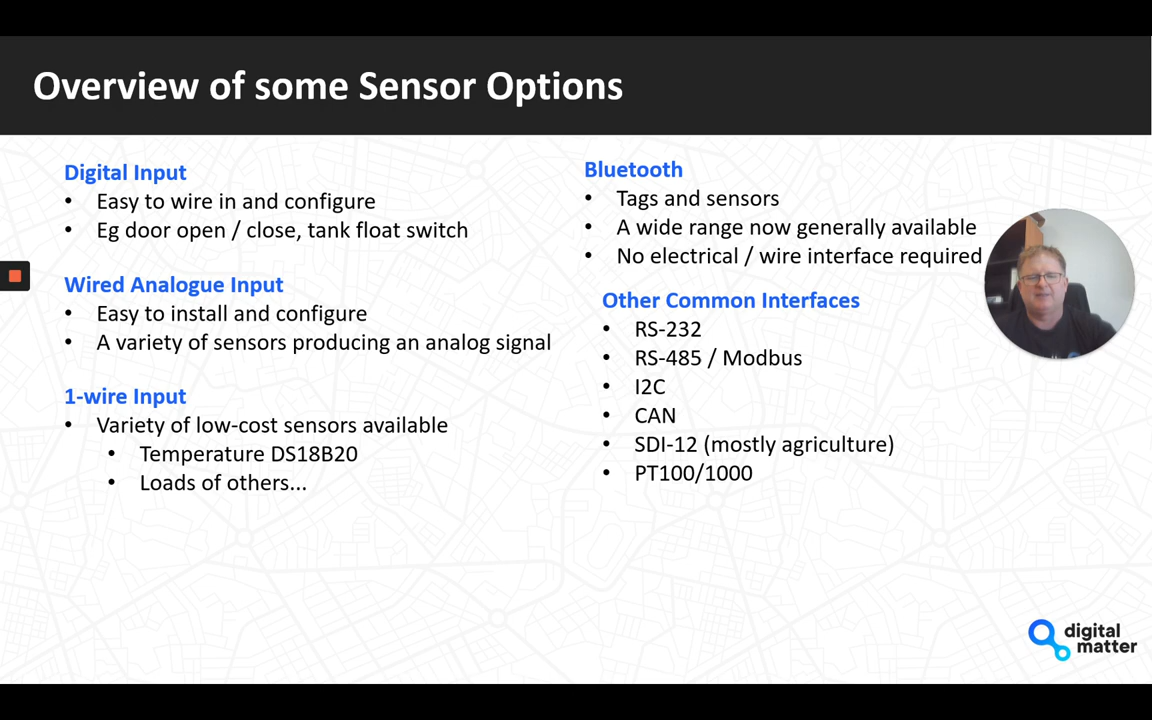 Overview of some Sensor Options
Digital Input
• Easy to wire in and configure
• Eg door open / close, tank float switch
Wired Analogue Input
• Easy to install and configure
• A variety of sensors producing an analog signal
1-wire Input
• Variety of low-cost sensors available
• Temperature DS18B20
• Loads of others...
Bluetooth
• Tags and sensors
• A wide range now generally available
• No electrical / wire interface required
Other Common Interfaces
• RS-232
• RS-485 / Modbus
• I2C
• CAN
• SDI-12 (mostly agriculture)
• PT100/1000
digital
matter